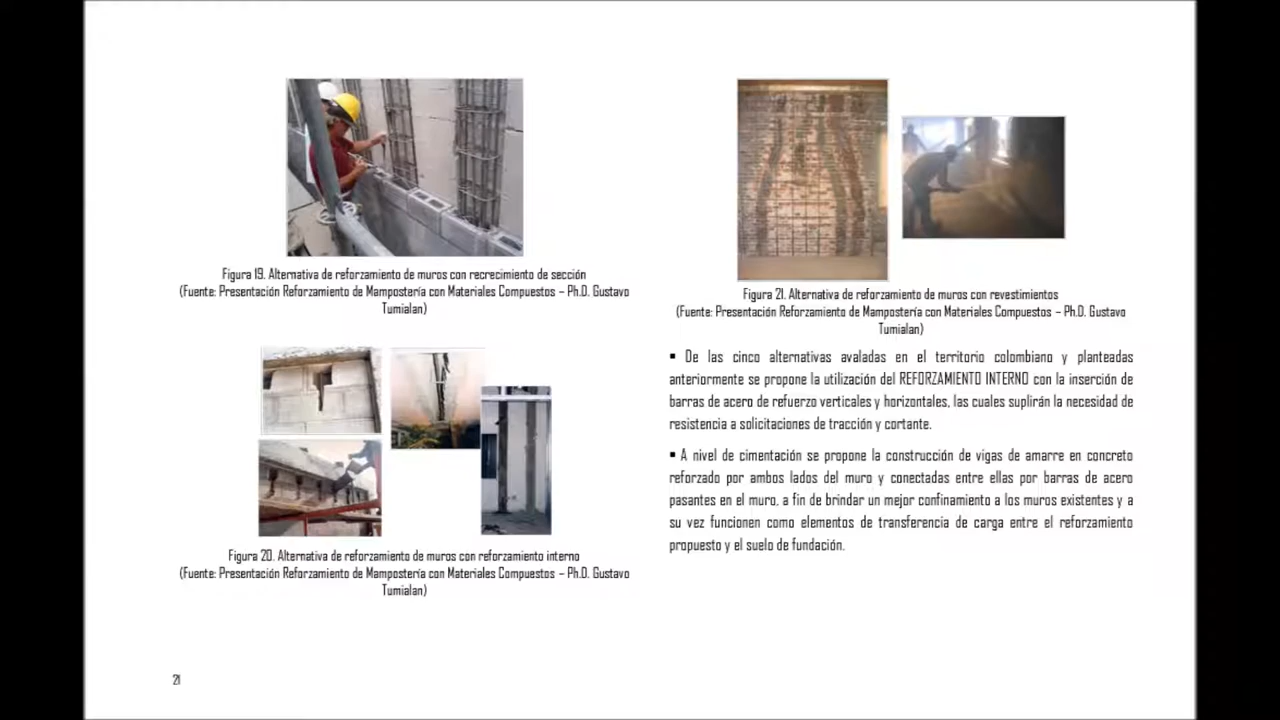 Figura 19. Alternativa de reforzamiento de muros con recrecimiento de sección
(Fuente: Presentación Reforzamiento de Mampostería con Materiales Compuestos – Ph.D. Gustavo
Tumialan)
Figura 20. Alternativa de reforzamiento de muros con reforzamiento interno
(Fuente: Presentación Reforzamiento de Mampostería con Materiales Compuestos – Ph.D. Gustavo
Tumialan)
21
Figura 21. Alternativa de reforzamiento de muros con revestimientos
(Fuente: Presentación Reforzamiento de Mampostería con Materiales Compuestos – Ph.D. Gustavo
Tumialan)
▪ De las cinco alternativas avaladas en el territorio colombiano y planteadas
anteriormente se propone la utilización del REFORZAMIENTO INTERNO con la inserción de
barras de acero de refuerzo verticales y horizontales, las cuales suplirán la necesidad de
resistencia a solicitaciones de tracción y cortante.
▪ A nivel de cimentación se propone la construcción de vigas de amarre en concreto
reforzado por ambos lados del muro y conectadas entre ellas por barras de acero
pasantes en el muro, a fin de brindar un mejor confinamiento a los muros existentes y a
su vez funcionen como elementos de transferencia de carga entre el reforzamiento
propuesto y el suelo de fundación.